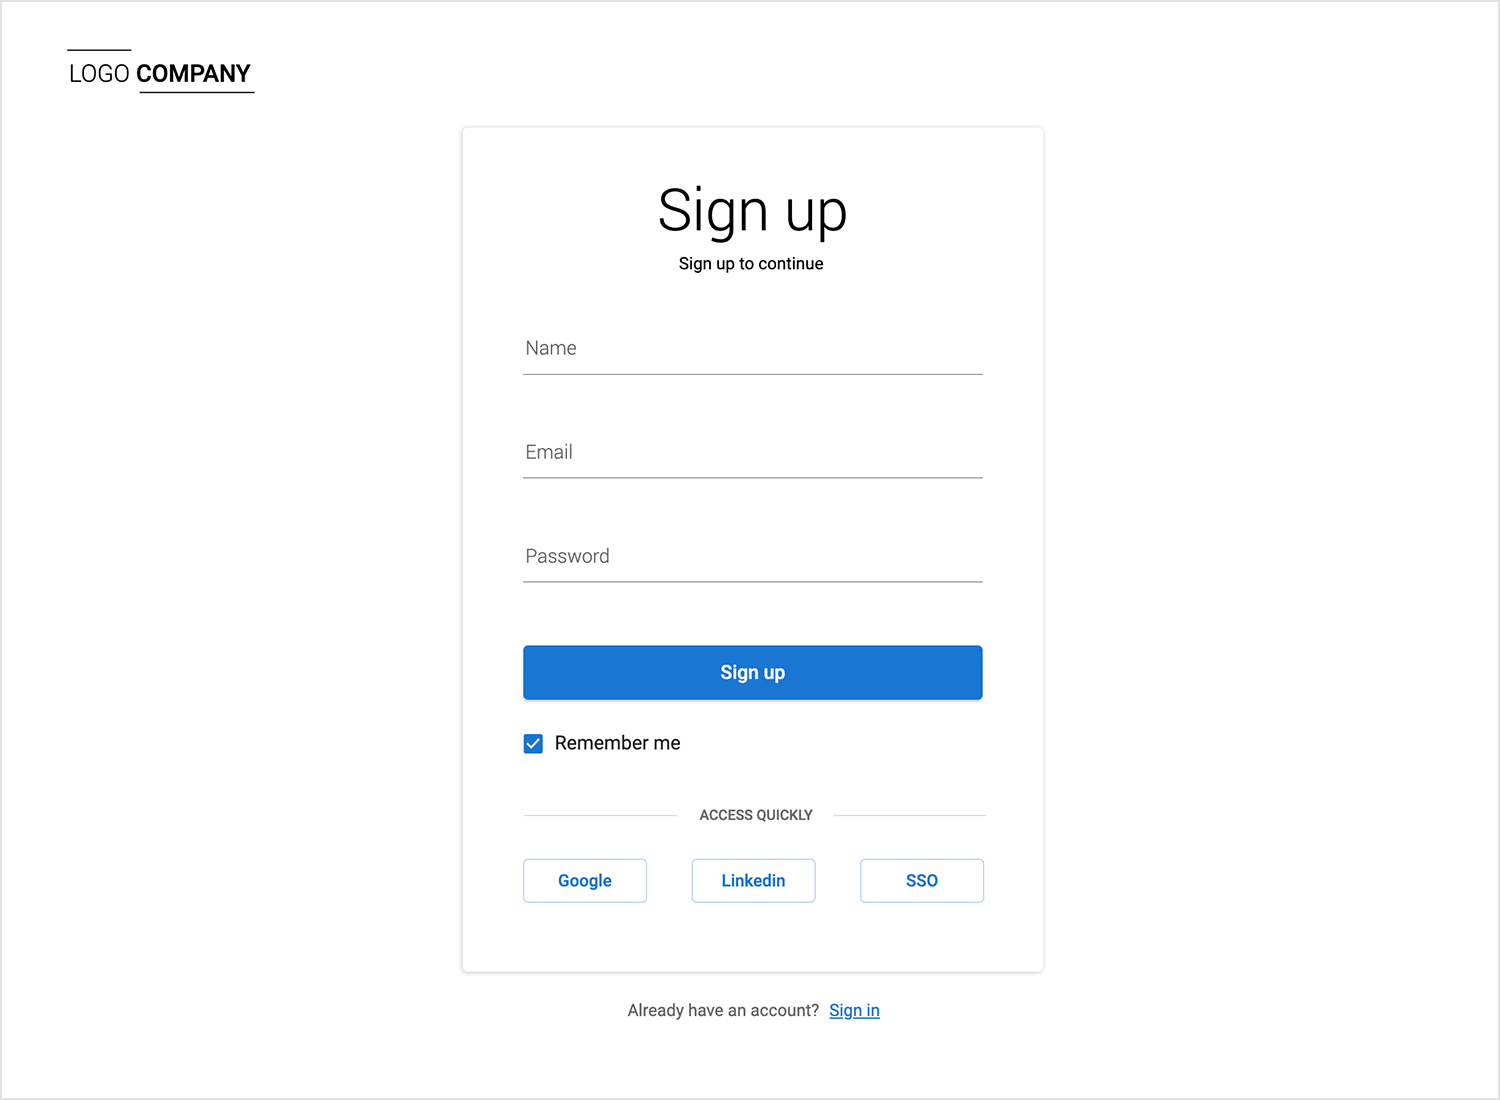 LOGO COMPANY
Sign up
Sign up to continue
Name
Email
Password
Sign up
Remember me
ACCESS QUICKLY
Google Linkedin SSO
Already have an account? Sign in